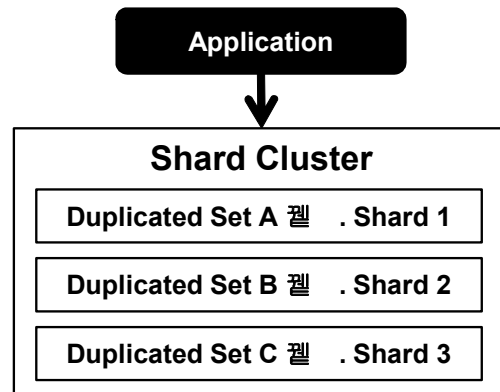 Application
Shard Cluster
Duplicated Set A . Shard 1
Duplicated Set B . Shard 2
Duplicated Set C . Shard 3